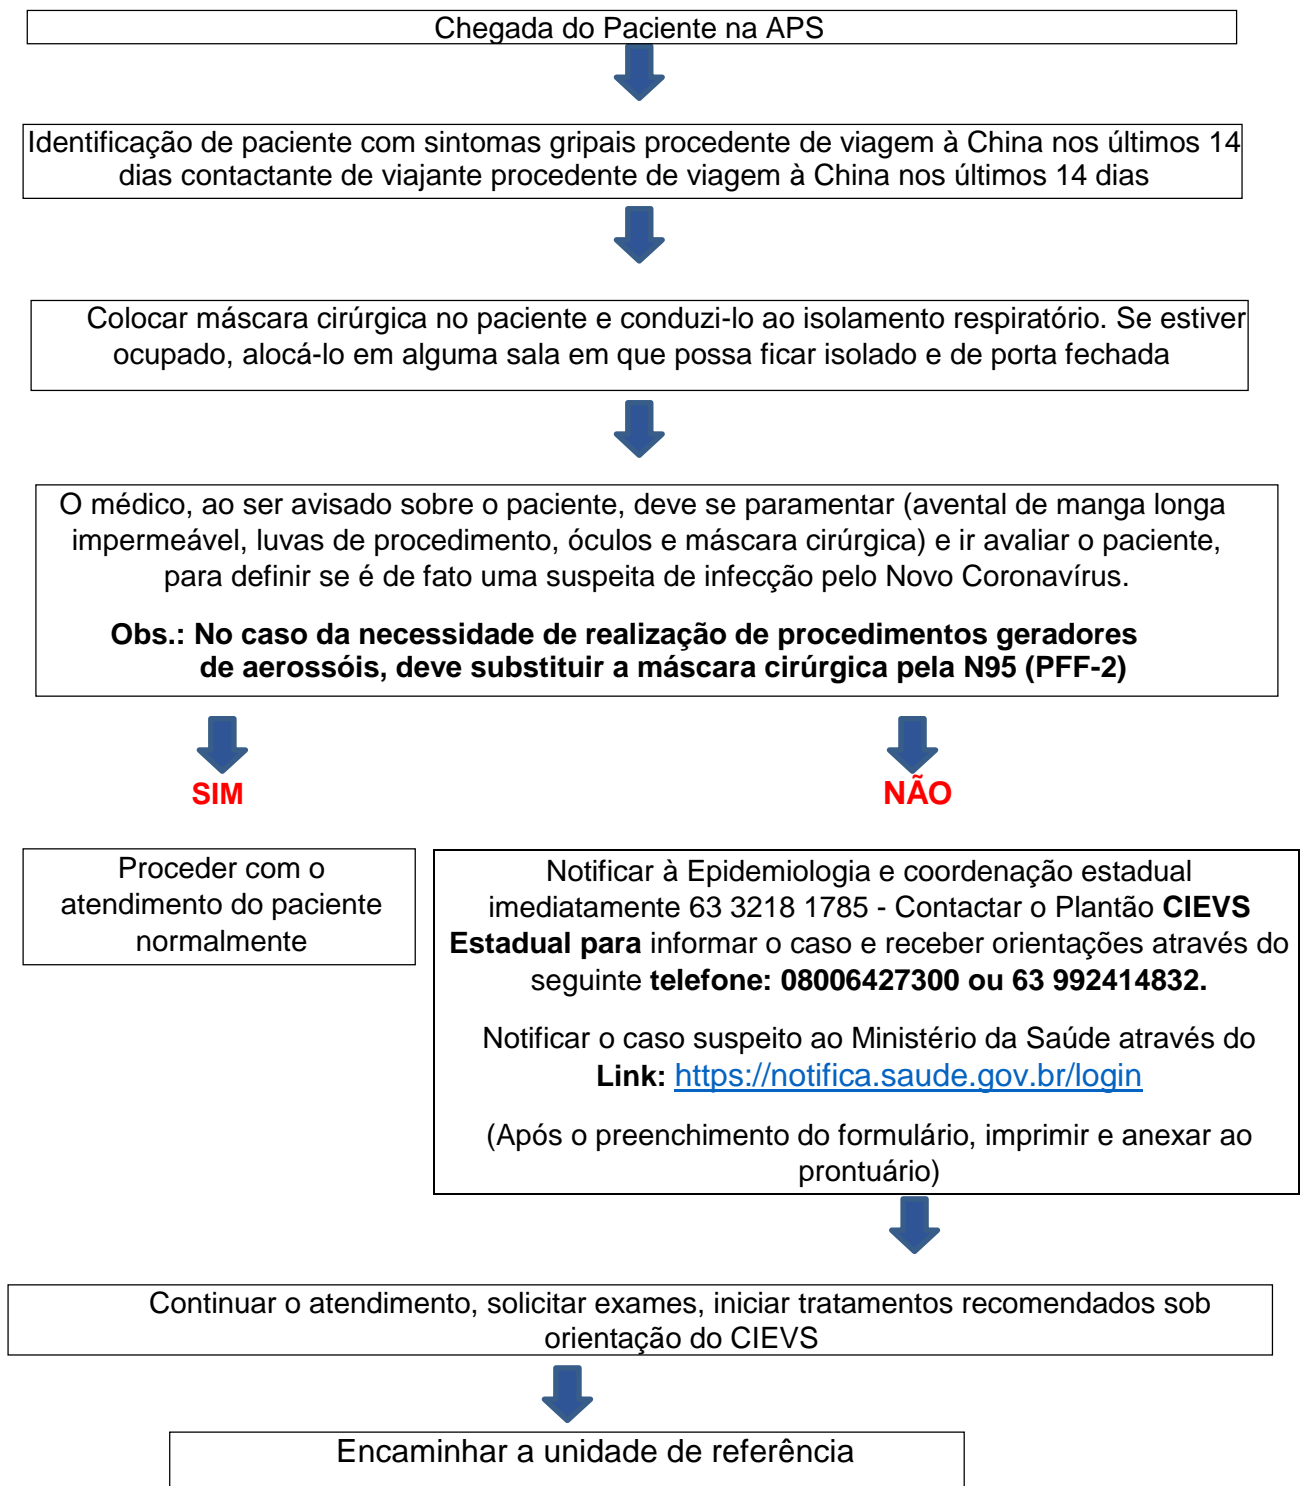 Chegada do Paciente na APS
Identificação de paciente com sintomas gripais procedente de viagem à China nos últimos 14
dias contactante de viajante procedente de viagem à China nos últimos 14 dias
Colocar máscara cirúrgica no paciente e conduzi-lo ao isolamento respiratório. Se estiver
ocupado, alocá-lo em alguma sala em que possa ficar isolado e de porta fechada
O médico, ao ser avisado sobre o paciente, deve se paramentar (avental de manga longa
impermeável, luvas de procedimento, óculos e máscara cirúrgica) e ir avaliar o paciente,
para definir se é de fato uma suspeita de infecção pelo Novo Coronavírus.
Obs.: No caso da necessidade de realização de procedimentos geradores
de aerossóis, deve substituir a máscara cirúrgica pela N95 (PFF-2)
SIM
NÃO
Proceder com o
atendimento do paciente
normalmente
Notificar à Epidemiologia e coordenação estadual
imediatamente 63 3218 1785 - Contactar o Plantão CIEVS
Estadual para informar o caso e receber orientações através do
seguinte telefone: 08006427300 ou 63 992414832.
Notificar o caso suspeito ao Ministério da Saúde através do
Link: https://notifica.saude.gov.br/login
(Após o preenchimento do formulário, imprimir e anexar ao
prontuário)
Continuar o atendimento, solicitar exames, iniciar tratamentos recomendados sob
orientação do CIEVS
Encaminhar a unidade de referência